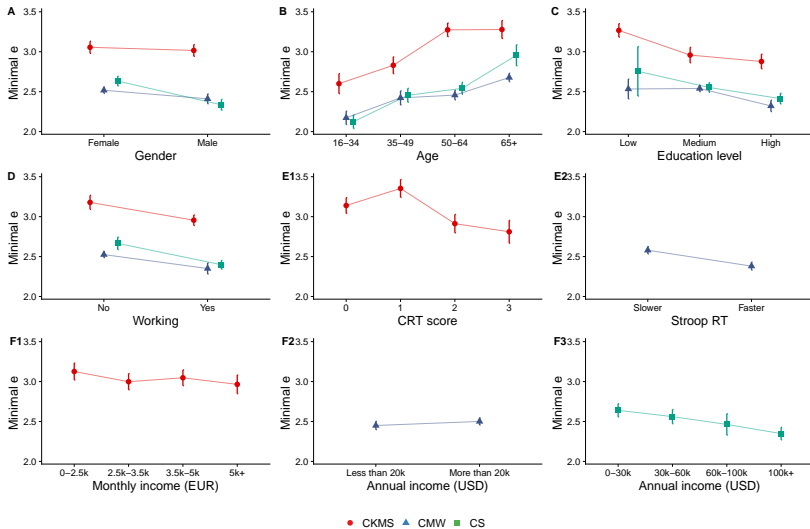 A
3.5
3.0
2.5
2.0
Minimal e
Female
Male
Gender
B
3.5
3.0
2.5
2.0
Minimal e
16–34
35–49
50–64
65+
Age
C
3.5
3.0
2.5
2.0
Minimal e
Low
Medium
High
Education level
D
3.5
3.0
2.5
2.0
Minimal e
No
Yes
Working
E1
3.5
3.0
2.5
2.0
Minimal e
0
1
2
3
CRT score
E2
3.5
3.0
2.5
2.0
Minimal e
Slower
Faster
Stroop RT
F1
3.5
3.0
2.5
2.0
Minimal e
0–2.5k
2.5k–3.5k
3.5k–5k
5k+
Monthly income (EUR)
F2
3.5
3.0
2.5
2.0
Minimal e
Less than 20k
More than 20k
Annual income (USD)
F3
3.5
3.0
2.5
2.0
Minimal e
0–30k
30k–60k
60k–100k
100k+
Annual income (USD)
CKMS CMW CS